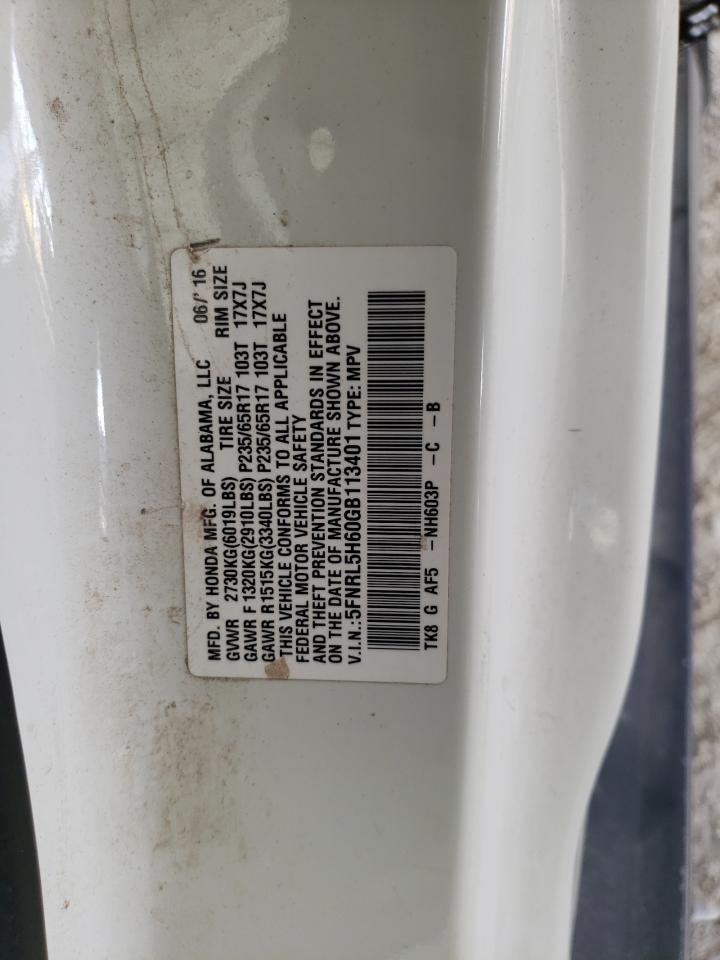 MFD. BY HONDA MFG. OF ALABAMA, LLC 06/'16
GVWR 2730KG(6019LBS) TIRE SIZE RIM SIZE
GAWR F 1320KG(2910LBS) P235/65R17 103T 17X7J
GAWR R1515KG(3340LBS) P235/65R17 103T 17X7J
THIS VEHICLE CONFORMS TO ALL APPLICABLE
FEDERAL MOTOR VEHICLE SAFETY
AND THEFT PREVENTION STANDARDS IN EFFECT
ON THE DATE OF MANUFACTURE SHOWN ABOVE.
V.I.N.:5FNRL5H60GB113401 TYPE: MPV
TK8 G AF5 -NH603P -C -B